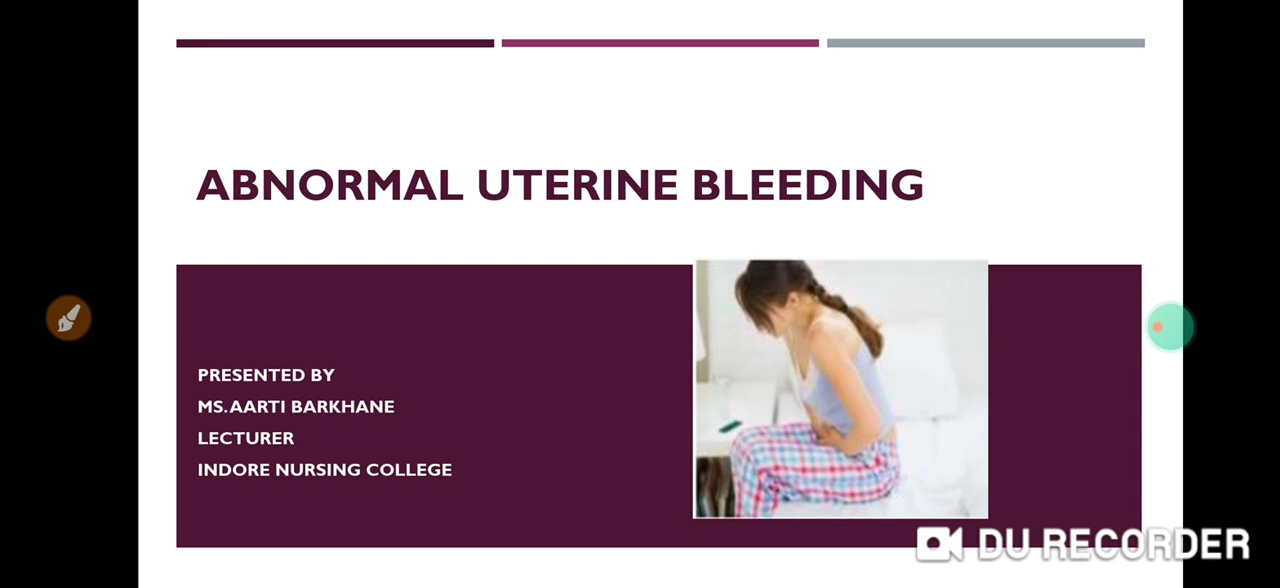 ABNORMAL UTERINE BLEEDING
PRESENTED BY
MS. AARTI BARKHANE
LECTURER
INDORE NURSING COLLEGE
DU RECORDER